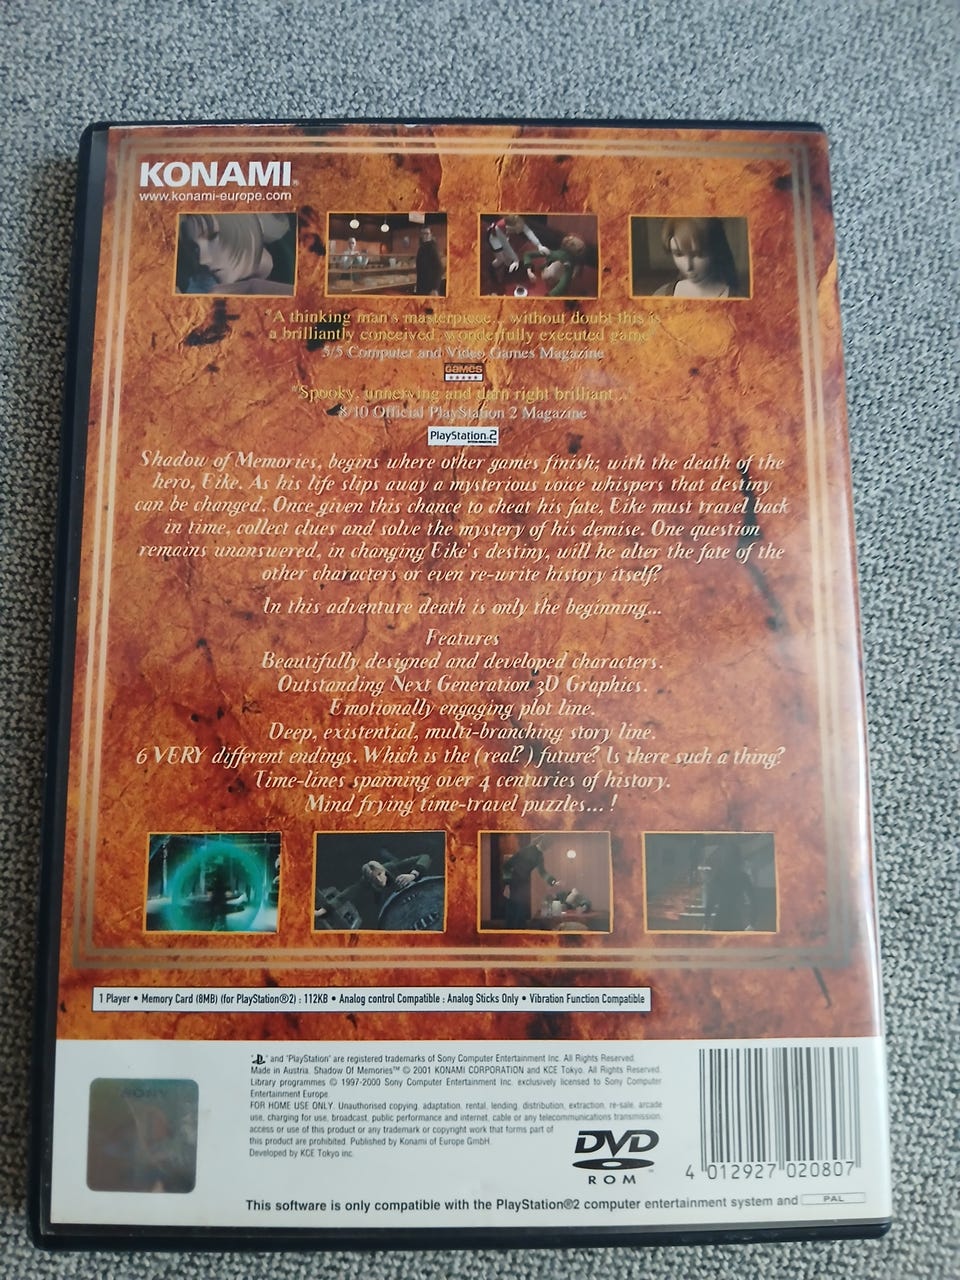 KONAMI®
www.konami-europe.com
"A thinking man's masterpiece... without doubt this is
a brilliantly conceived, wonderfully executed game"
5/5 Computer and Video Games Magazine
GAMES
"Spooky, unnerving and darn right brilliant..."
8/10 Official PlayStation 2 Magazine
PlayStation.2
Shadow of Memories, begins where other games finish; with the death of the
hero, Eike. As his life slips away a mysterious voice whispers that destiny
can be changed. Once given this chance to cheat his fate, Eike must travel back
in time, collect clues and solve the mystery of his demise. One question
remains unanswered, in changing Eike's destiny, will he alter the fate of the
other characters or even re-write history itself?
In this adventure death is only the beginning...
Features
Beautifully designed and developed characters.
Outstanding Next Generation 3D Graphics.
Emotionally engaging plot line.
Deep, existential, multi-branching story line.
6 VERY different endings. Which is the (real?) future? Is there such a thing?
Time-lines spanning over 4 centuries of history.
Mind frying time-travel puzzles...!
1 Player • Memory Card (8MB) (for PlayStation®2) : 112KB • Analog control Compatible : Analog Sticks Only • Vibration Function Compatible
" " and "PlayStation" are registered trademarks of Sony Computer Entertainment Inc. All Rights Reserved.
Made in Austria. Shadow Of Memories™ © 2001 KONAMI CORPORATION and KCE Tokyo. All Rights Reserved.
Library programmes © 1997-2000 Sony Computer Entertainment Inc. exclusively licensed to Sony Computer
Entertainment Europe.
FOR HOME USE ONLY. Unauthorised copying, adaptation, rental, lending, distribution, extraction, re-sale, arcade
use, charging for use, broadcast, public performance and internet, cable or any telecommunications transmission,
access or use of this product or any trademark or copyright work that forms part of
this product are prohibited. Published by Konami of Europe GmbH.
Developed by KCE Tokyo inc.
SONY
DVD
ROM
4 012927 020807
This software is only compatible with the PlayStation®2 computer entertainment system and PAL